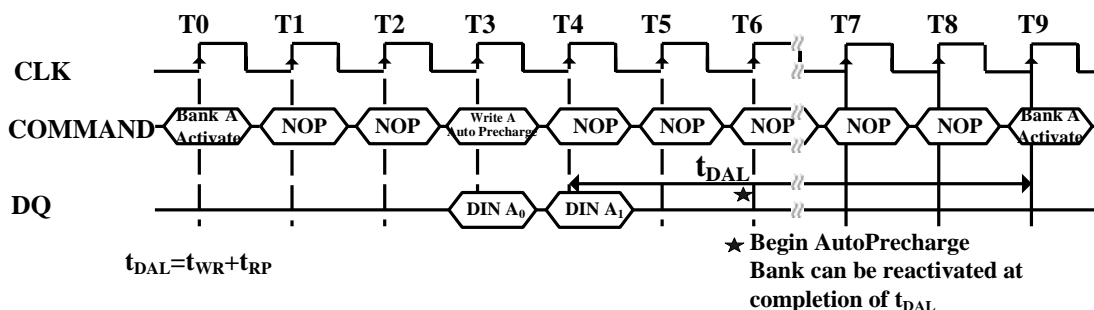 T0 T1 T2 T3 T4 T5 T6 T7 T8 T9
CLK
COMMAND
Bank A
Activate
NOP
NOP
Write A
Auto Precharge
NOP
NOP
NOP
NOP
NOP
Bank A
Activate
tDAL
DQ
DIN A0
DIN A1
tDAL=tWR+tRP
★ Begin AutoPrecharge
Bank can be reactivated at
completion of tDAL